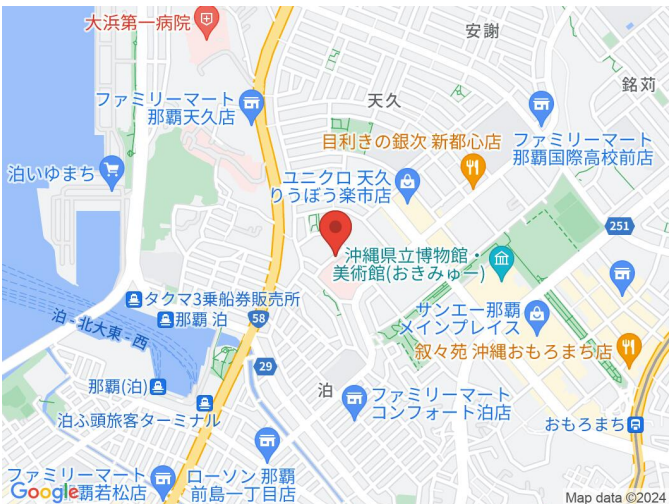 大浜第一病院
安謝
銘苅
天久
ファミリーマート
那覇天久店
目利きの銀次 新都心店
ファミリーマート
那覇国際高校前店
泊いゆまち
ユニクロ 天久
りうぼう楽市店
251
沖縄県立博物館・
美術館(おきみゅー)
タクマ3乗船券販売所
那覇 泊
泊-北大東-西
58
サンエー那覇
メインプレイス
叙々苑 沖縄おもろまち店
29
那覇(泊)
泊
ファミリーマート
コンフォート泊店
泊ふ頭旅客ターミナル
おもろまち
ファミリーマート
那覇若松店
ローソン 那覇
前島一丁目店
Google
Map data ©2024